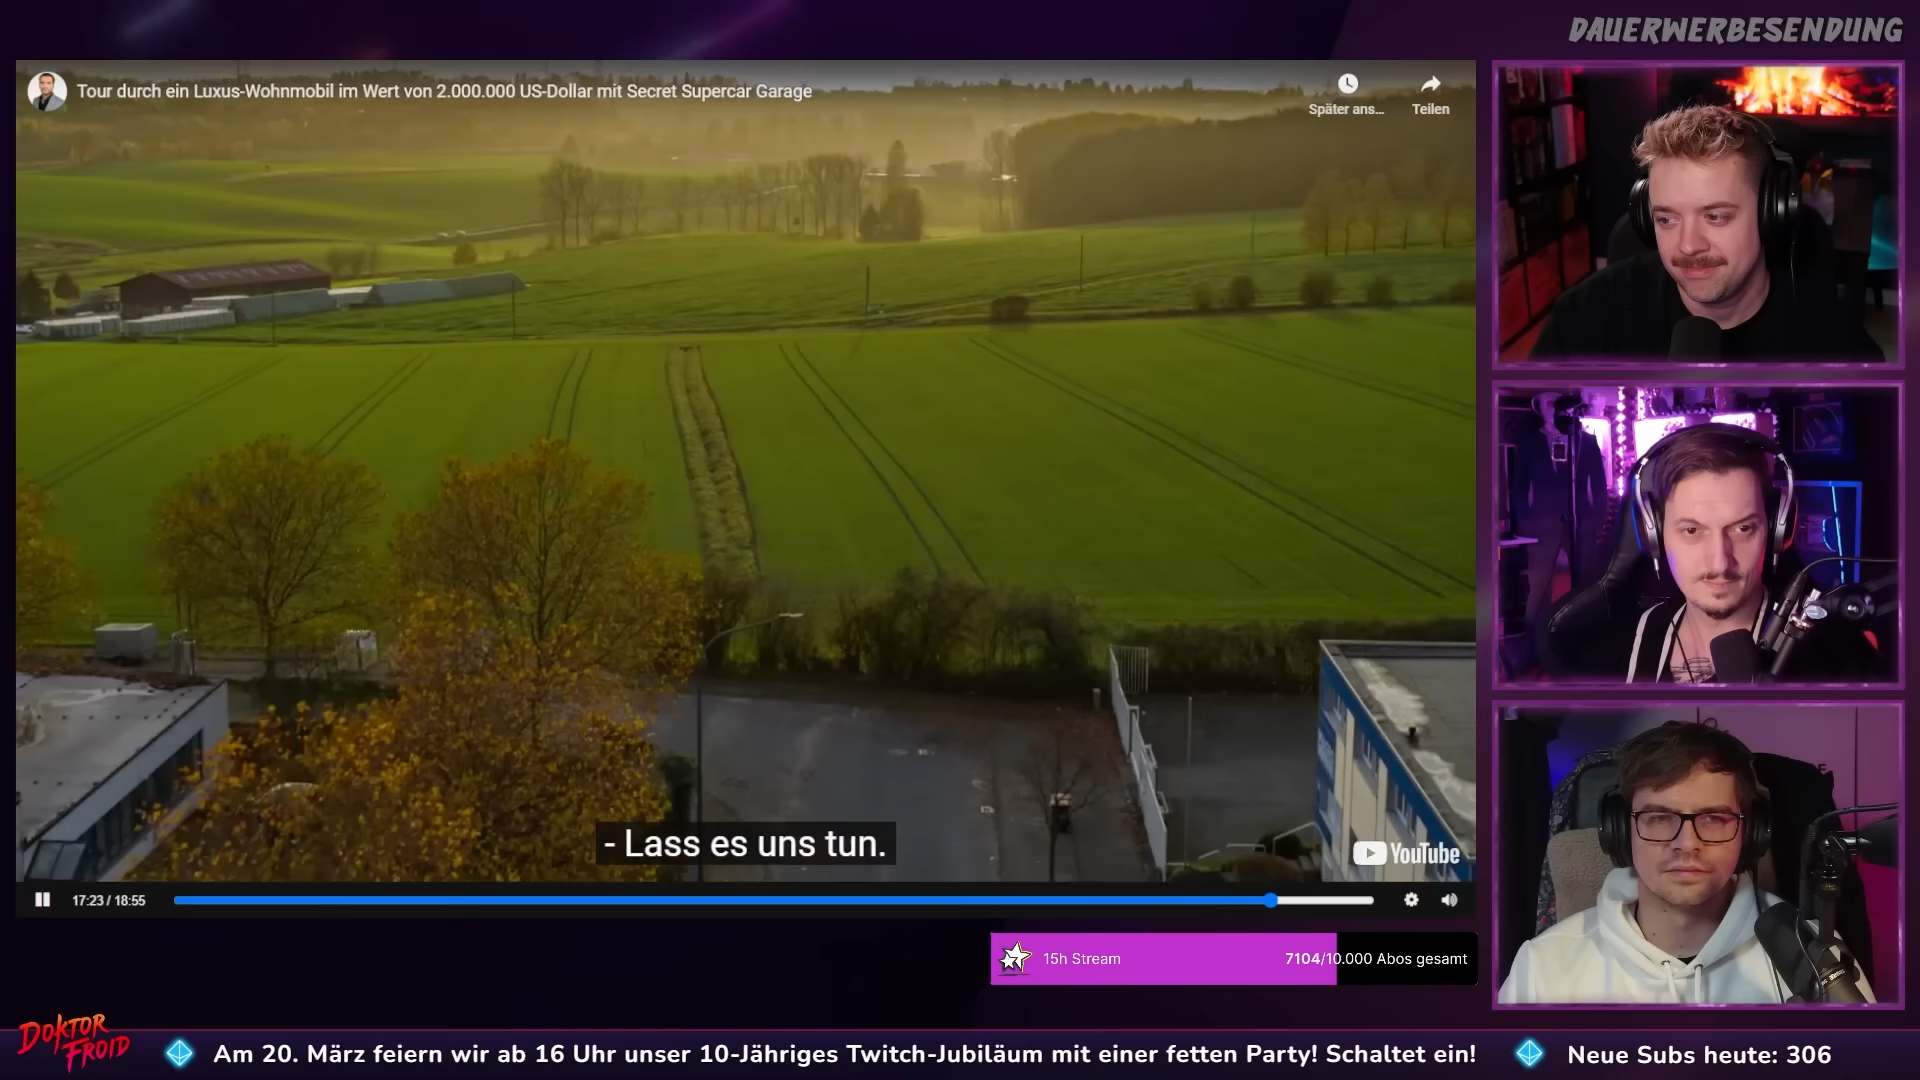 DAUERWERBESENDUNG
Tour durch ein Luxus-Wohnmobil im Wert von 2.000.000 US-Dollar mit Secret Supercar Garage
Später ans...
Teilen
- Lass es uns tun.
YouTube
17:23 / 18:55
15h Stream
7104/10.000 Abos gesamt
DOKTOR
FROID
Am 20. März feiern wir ab 16 Uhr unser 10-Jähriges Twitch-Jubiläum mit einer fetten Party! Schaltet ein!
Neue Subs heute: 306